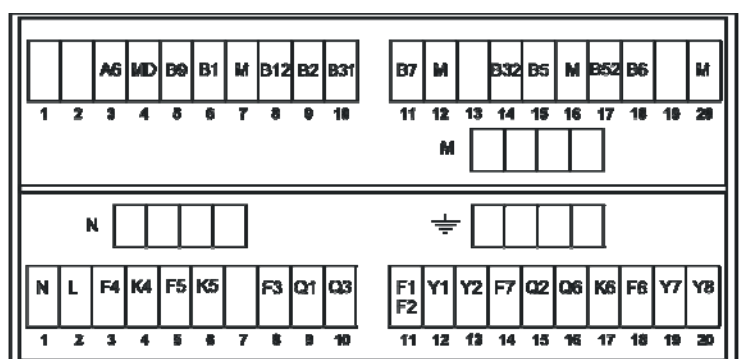 A6 MD B9 B1 M B12 B2 B31 B7 M B32 B5 M B52 B6 M
1 2 3 4 5 6 7 8 9 10 11 12 13 14 15 16 17 18 19 20
M
N
N L F4 K4 F5 K5 F3 Q1 Q3 F1 Y1 Y2 F7 Q2 Q6 K6 F6 Y7 Y8
F2
1 2 3 4 5 6 7 8 9 10 11 12 13 14 15 16 17 18 19 20